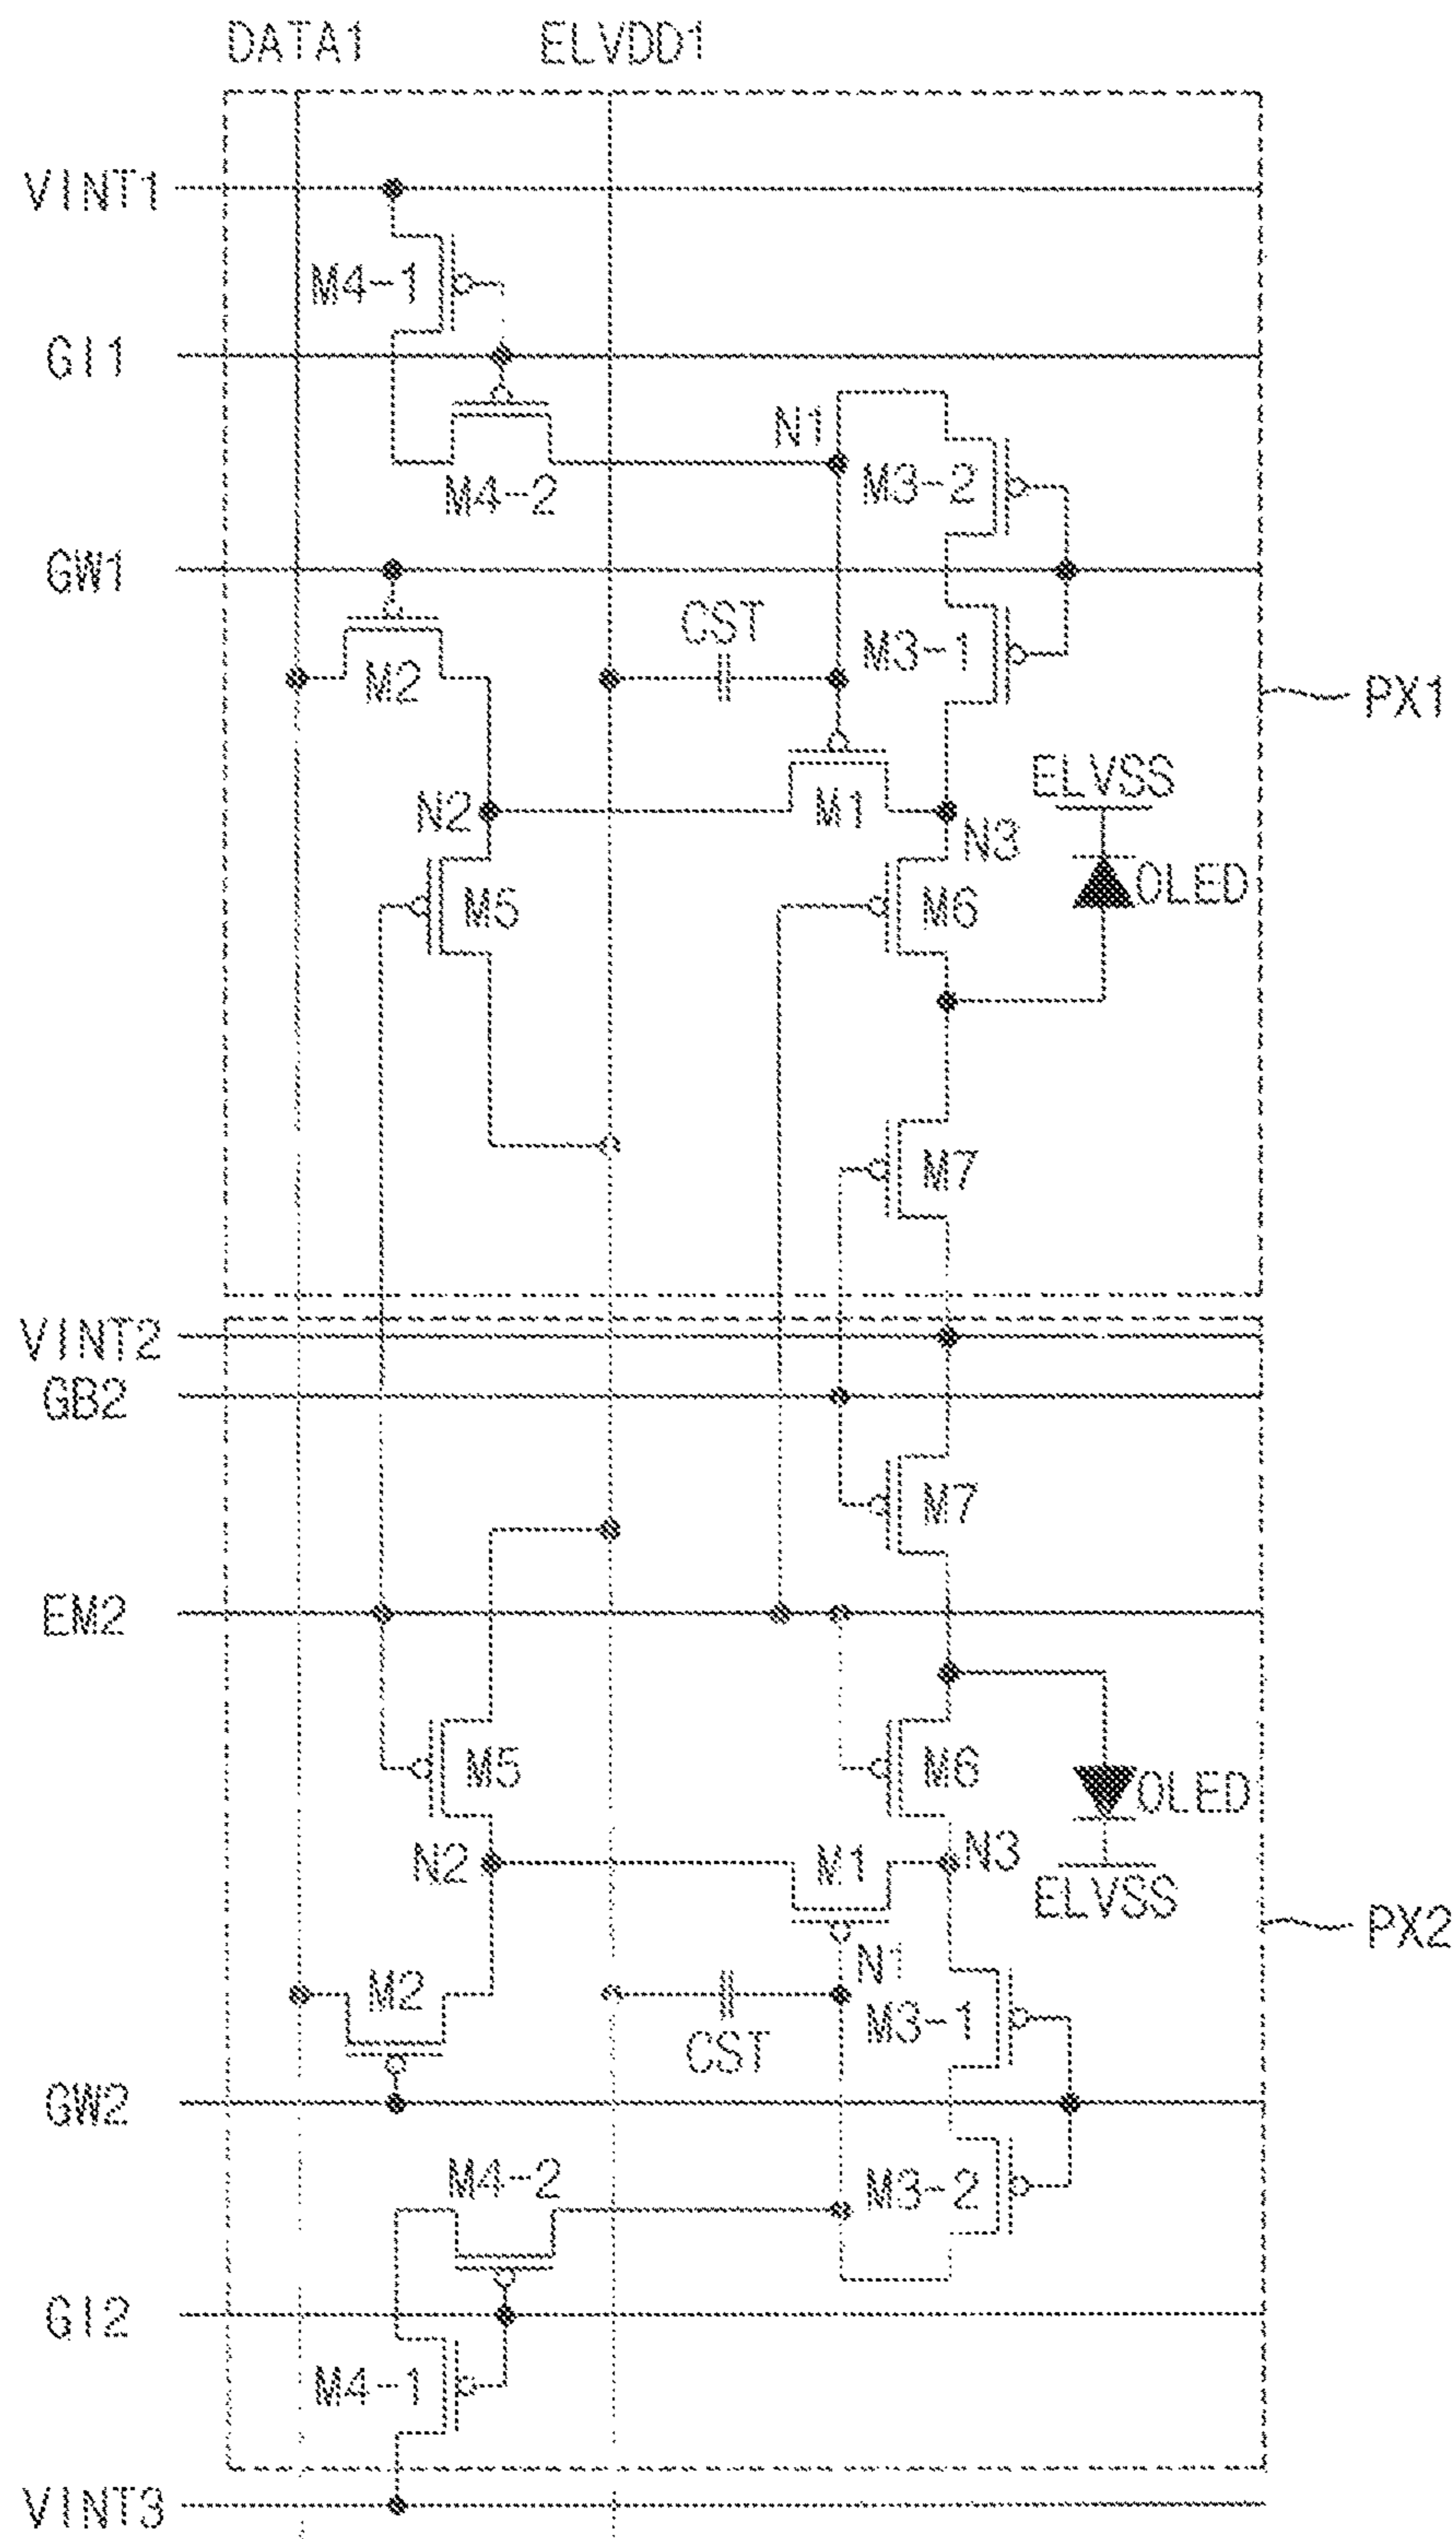 DATA1 ELVDD1
VINT1
M4-1
GI1
N1
M3-2
M4-2
GW1
CST
M3-1
M2
PX1
ELVSS
M1
N2
N3
OLED
M5
M6
M7
VINT2
GB2
M7
EM2
M5
M6
OLED
N2
M1
N3
ELVSS
PX2
N1
M2
M3-1
CST
GW2
M4-2
M3-2
GI2
M4-1
VINT3